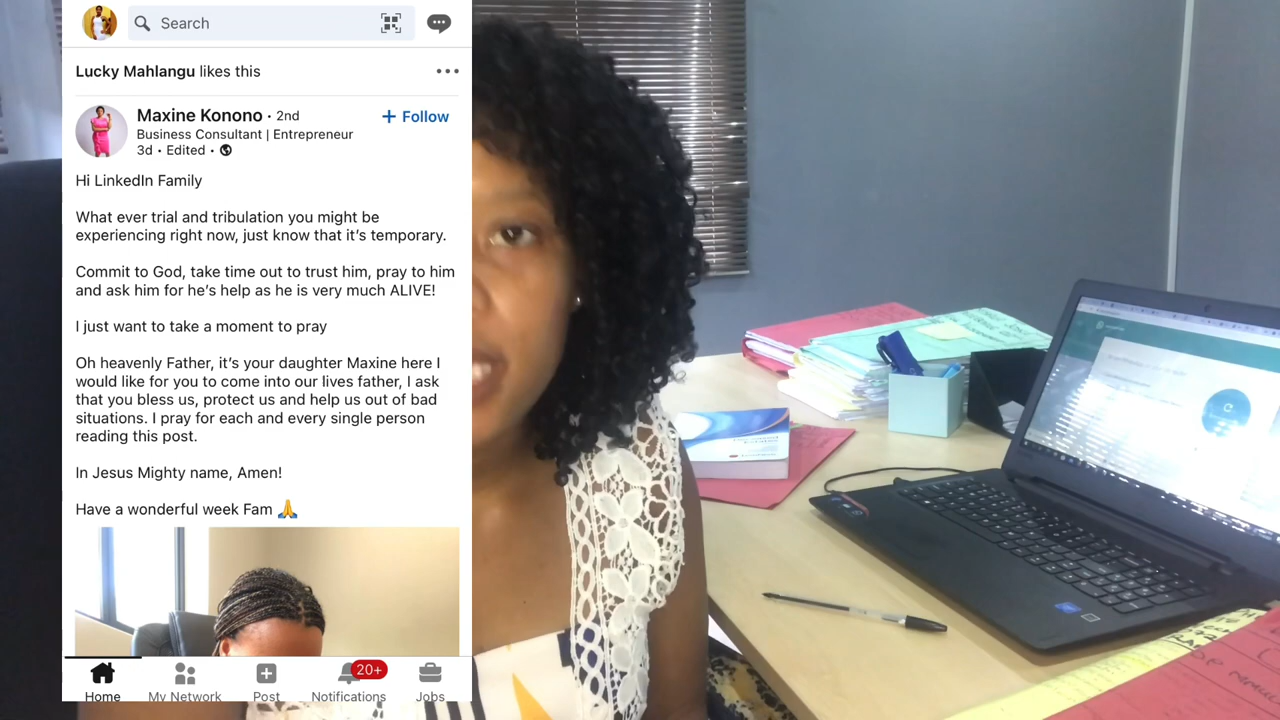 Search
Lucky Mahlangu likes this
Maxine Konono • 2nd
+ Follow
Business Consultant | Entrepreneur
3d • Edited •
Hi LinkedIn Family
What ever trial and tribulation you might be
experiencing right now, just know that it’s temporary.
Commit to God, take time out to trust him, pray to him
and ask him for he’s help as he is very much ALIVE!
I just want to take a moment to pray
Oh heavenly Father, it’s your daughter Maxine here I
would like for you to come into our lives father, I ask
that you bless us, protect us and help us out of bad
situations. I pray for each and every single person
reading this post.
In Jesus Mighty name, Amen!
Have a wonderful week Fam 🙏
20+
Home
My Network
Post
Notifications
Jobs